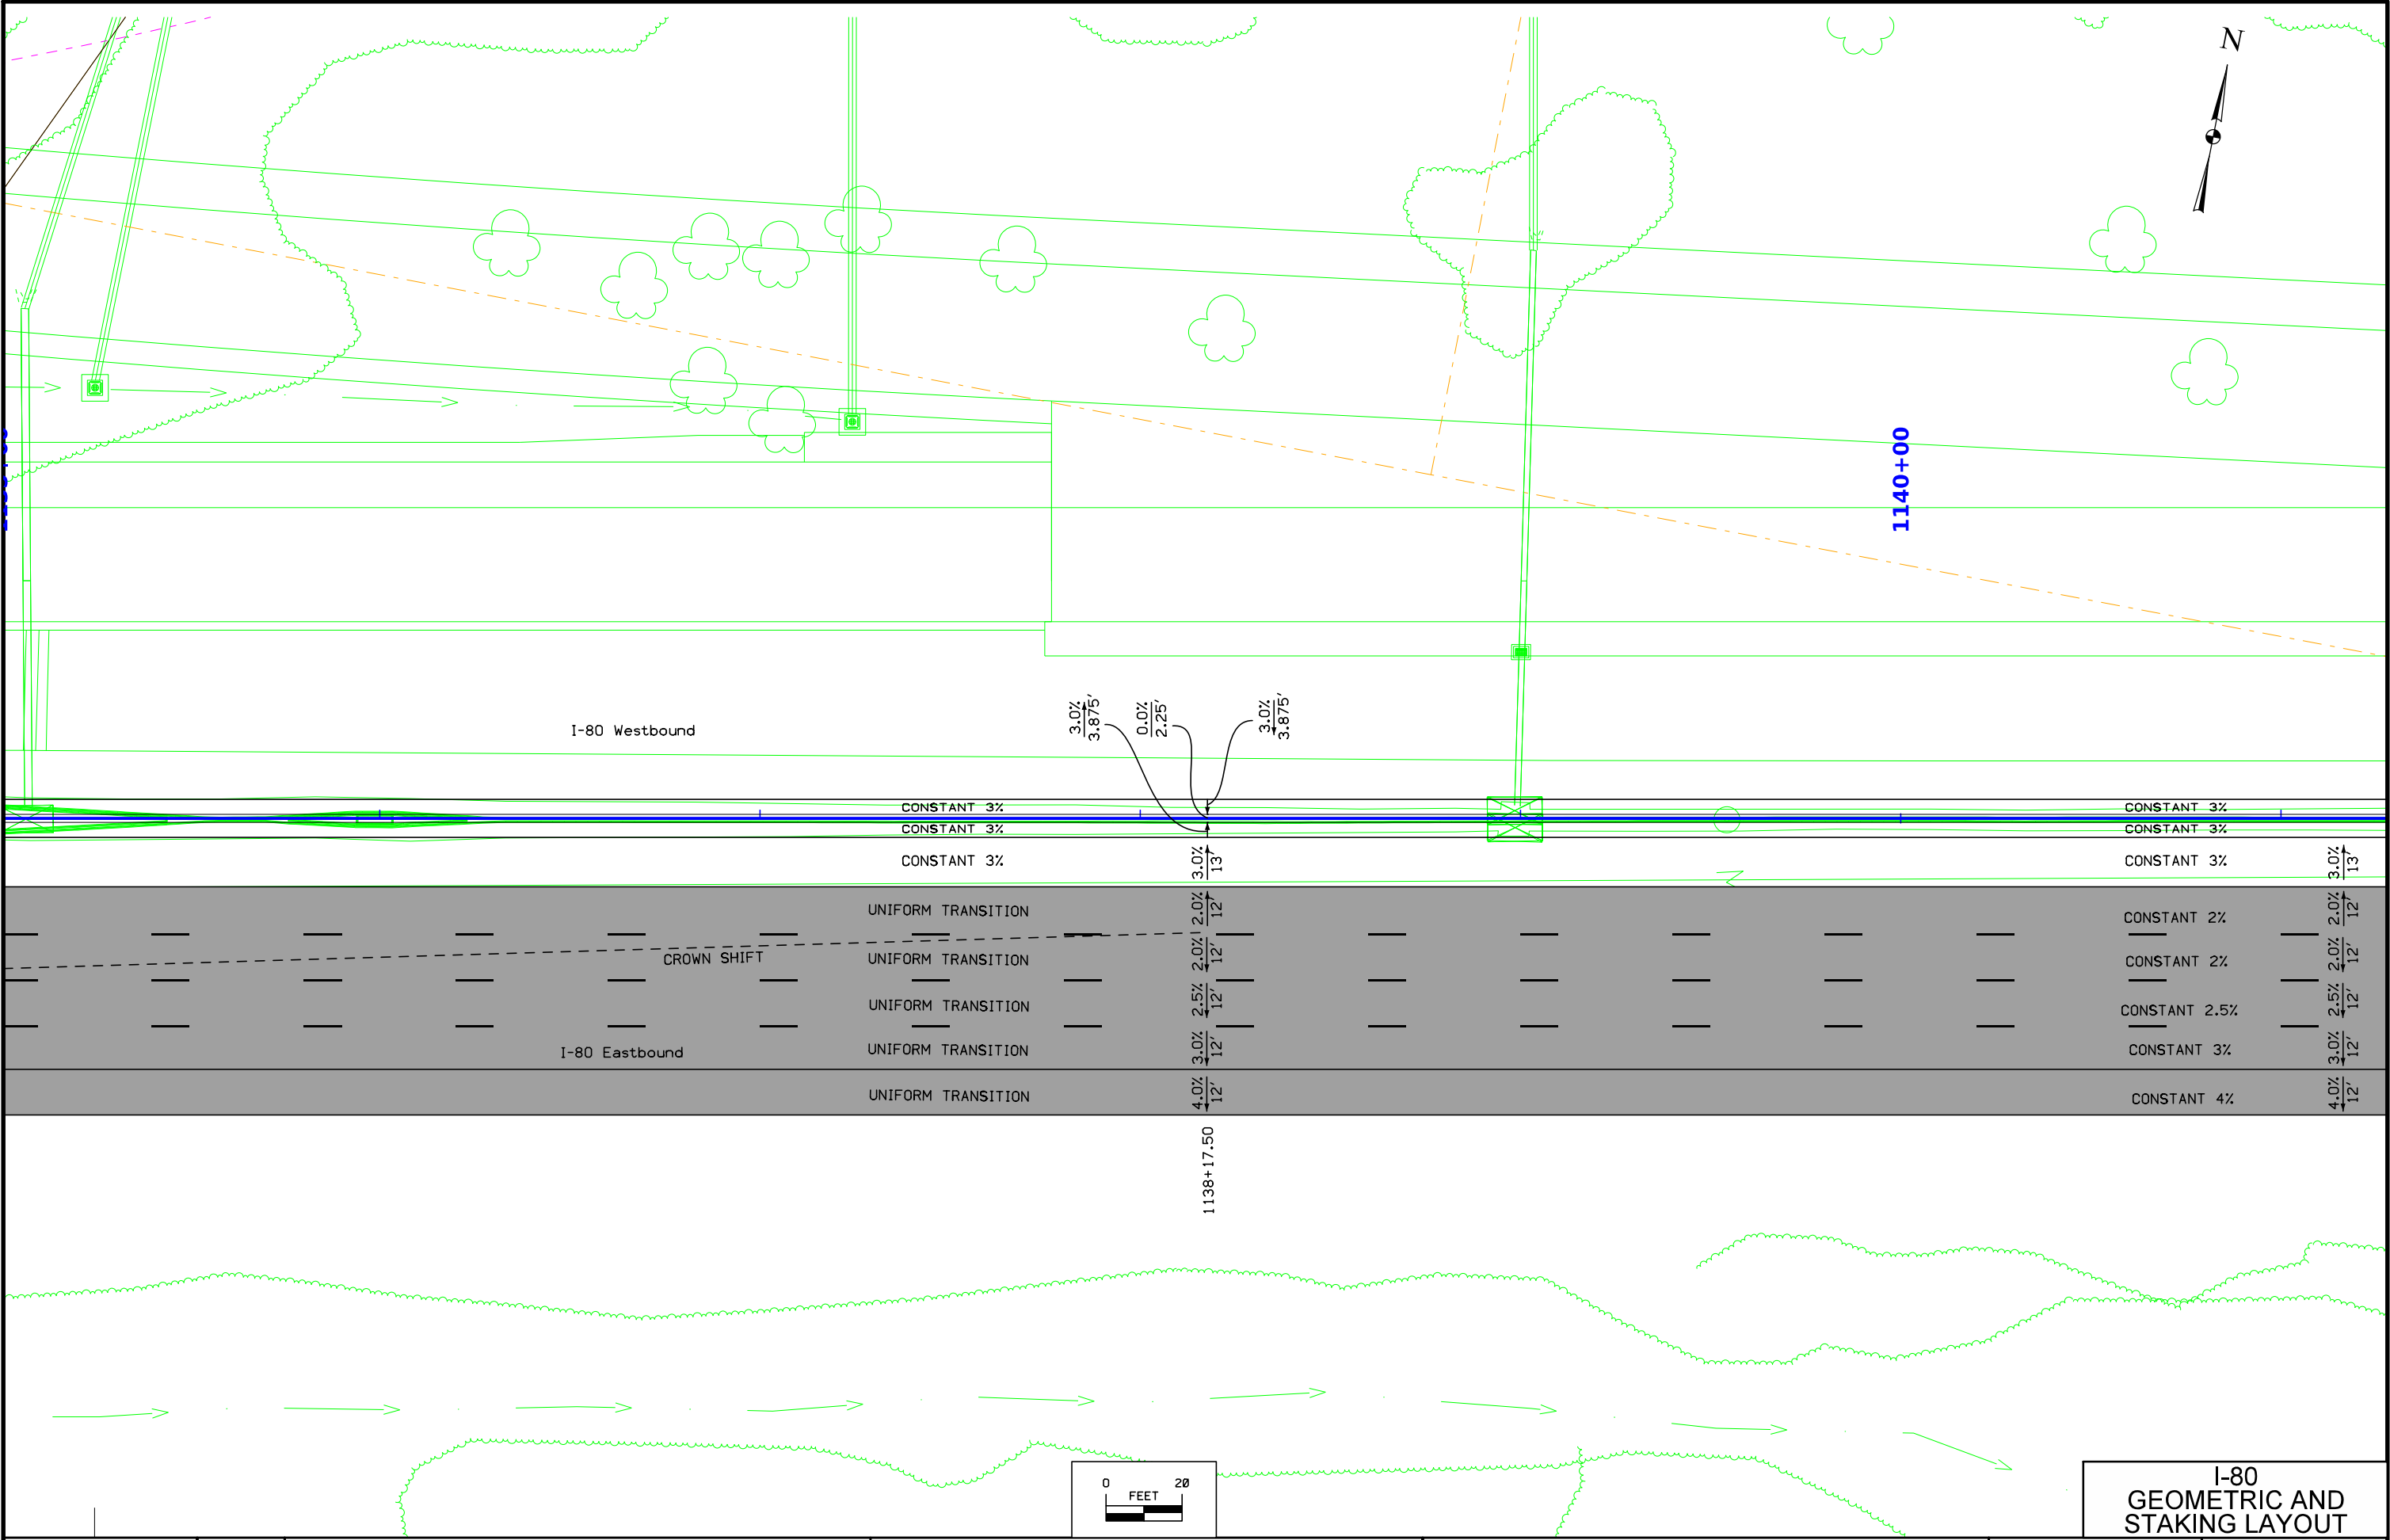 N
1140+00
I-80 Westbound
3.0%
3.875'
0.0%
2.25'
3.0%
3.875'
CONSTANT 3%
CONSTANT 3%
CONSTANT 3%
CONSTANT 3%
CONSTANT 3%
3.0%
13'
CONSTANT 3%
3.0%
13'
UNIFORM TRANSITION
2.0%
12'
CONSTANT 2%
2.0%
12'
CROWN SHIFT
UNIFORM TRANSITION
2.0%
12'
CONSTANT 2%
2.0%
12'
UNIFORM TRANSITION
2.5%
12'
CONSTANT 2.5%
2.5%
12'
I-80 Eastbound
UNIFORM TRANSITION
3.0%
12'
CONSTANT 3%
3.0%
12'
UNIFORM TRANSITION
4.0%
12'
CONSTANT 4%
4.0%
12'
1138+17.50
0 20
FEET
I-80
GEOMETRIC AND
STAKING LAYOUT